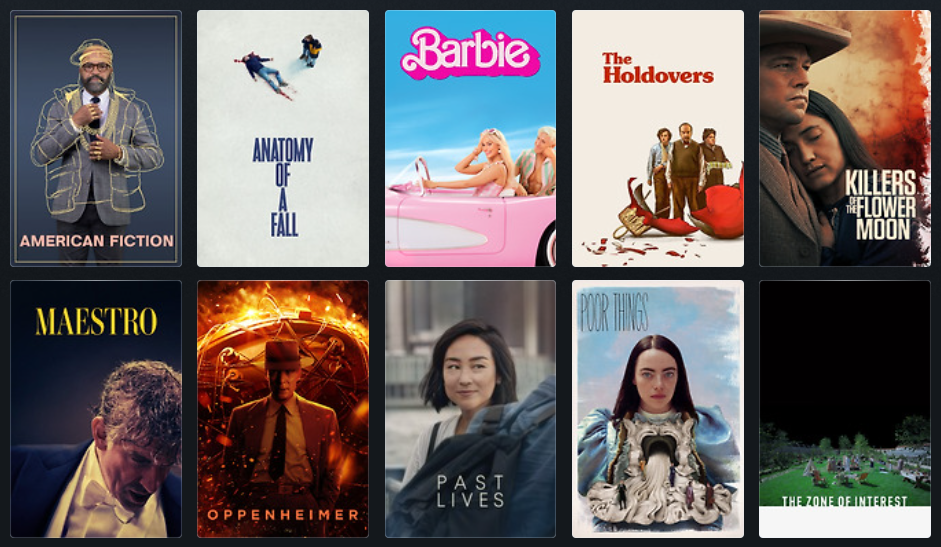 AMERICAN FICTION
ANATOMY
OF
A
FALL
Barbie
The
Holdovers
KILLERS
OF
THE FLOWER
MOON
MAESTRO
OPPENHEIMER
PAST
LIVES
POOR THINGS
THE ZONE OF INTEREST